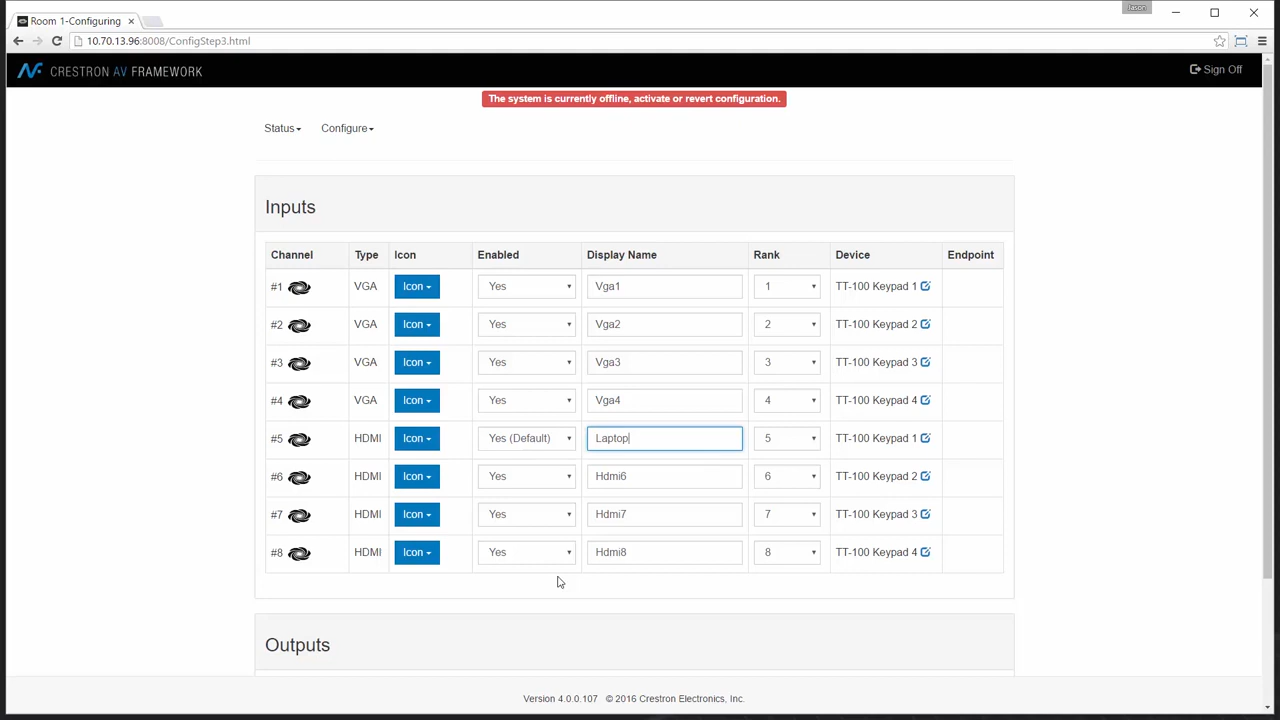 Jason
Room 1-Configuring
10.70.13.96:8008/ConfigStep3.html
CRESTRON AV FRAMEWORK
Sign Off
The system is currently offline, activate or revert configuration.
Status Configure
Inputs
Channel Type Icon Enabled Display Name Rank Device Endpoint
#1 VGA Icon Yes Vga1 1 TT-100 Keypad 1
#2 VGA Icon Yes Vga2 2 TT-100 Keypad 2
#3 VGA Icon Yes Vga3 3 TT-100 Keypad 3
#4 VGA Icon Yes Vga4 4 TT-100 Keypad 4
#5 HDMI Icon Yes (Default) Laptop 5 TT-100 Keypad 1
#6 HDMI Icon Yes Hdmi6 6 TT-100 Keypad 2
#7 HDMI Icon Yes Hdmi7 7 TT-100 Keypad 3
#8 HDMI Icon Yes Hdmi8 8 TT-100 Keypad 4
Outputs
Version 4.0.0.107 © 2016 Crestron Electronics, Inc.